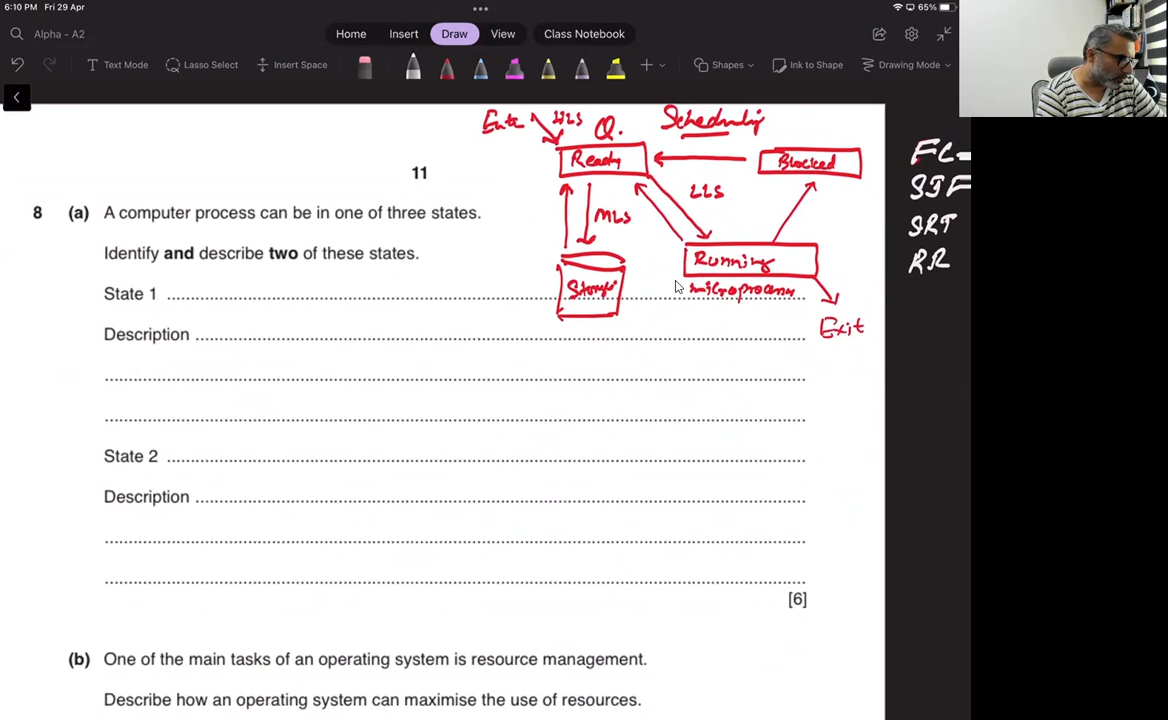 6:10 PM Fri 29 Apr
65%
Alpha - A2
Home Insert Draw View Class Notebook
Text Mode Lasso Select Insert Space Shapes Ink to Shape Drawing Mode
Enter
Q.
Scheduling
Ready
Blocked
11
LLS
MLS
Running
Storage
microprocessor
Exit
FC-
SJF
SRT
RR
8 (a) A computer process can be in one of three states.
Identify and describe two of these states.
State 1 ..........
Description ..........
State 2 ..........
Description ..........
[6]
(b) One of the main tasks of an operating system is resource management.
Describe how an operating system can maximise the use of resources.